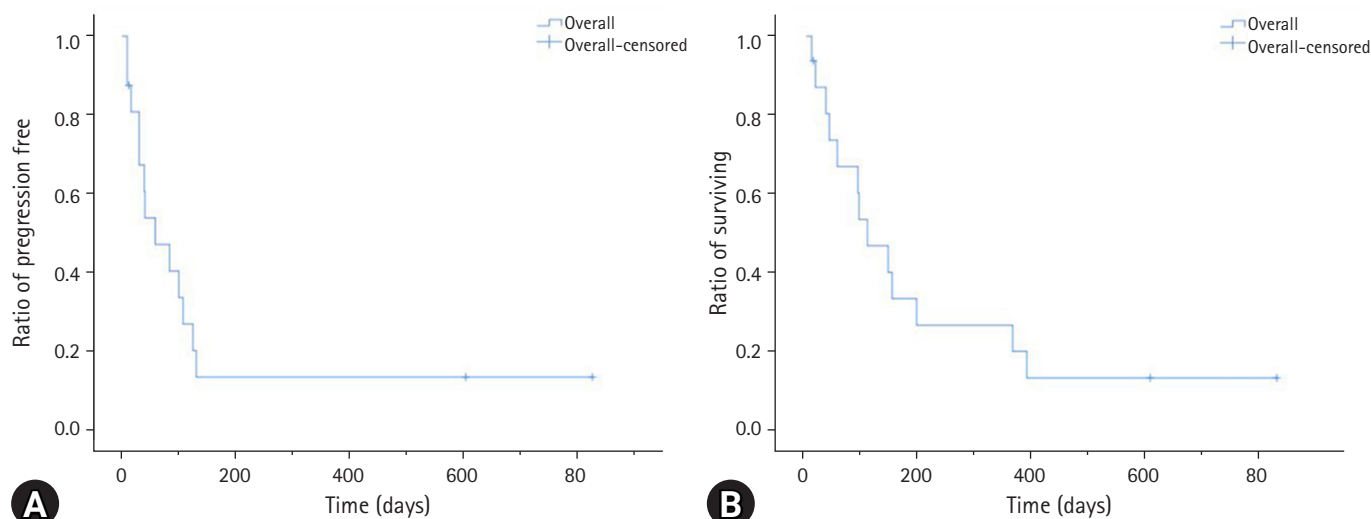 Overall
Overall-censored
1.0
0.8
0.6
0.4
0.2
0.0
Ratio of pregression free
0
200
400
600
80
Time (days)
A
Overall
Overall-censored
1.0
0.8
0.6
0.4
0.2
0.0
Ratio of surviving
0
200
400
600
80
Time (days)
B